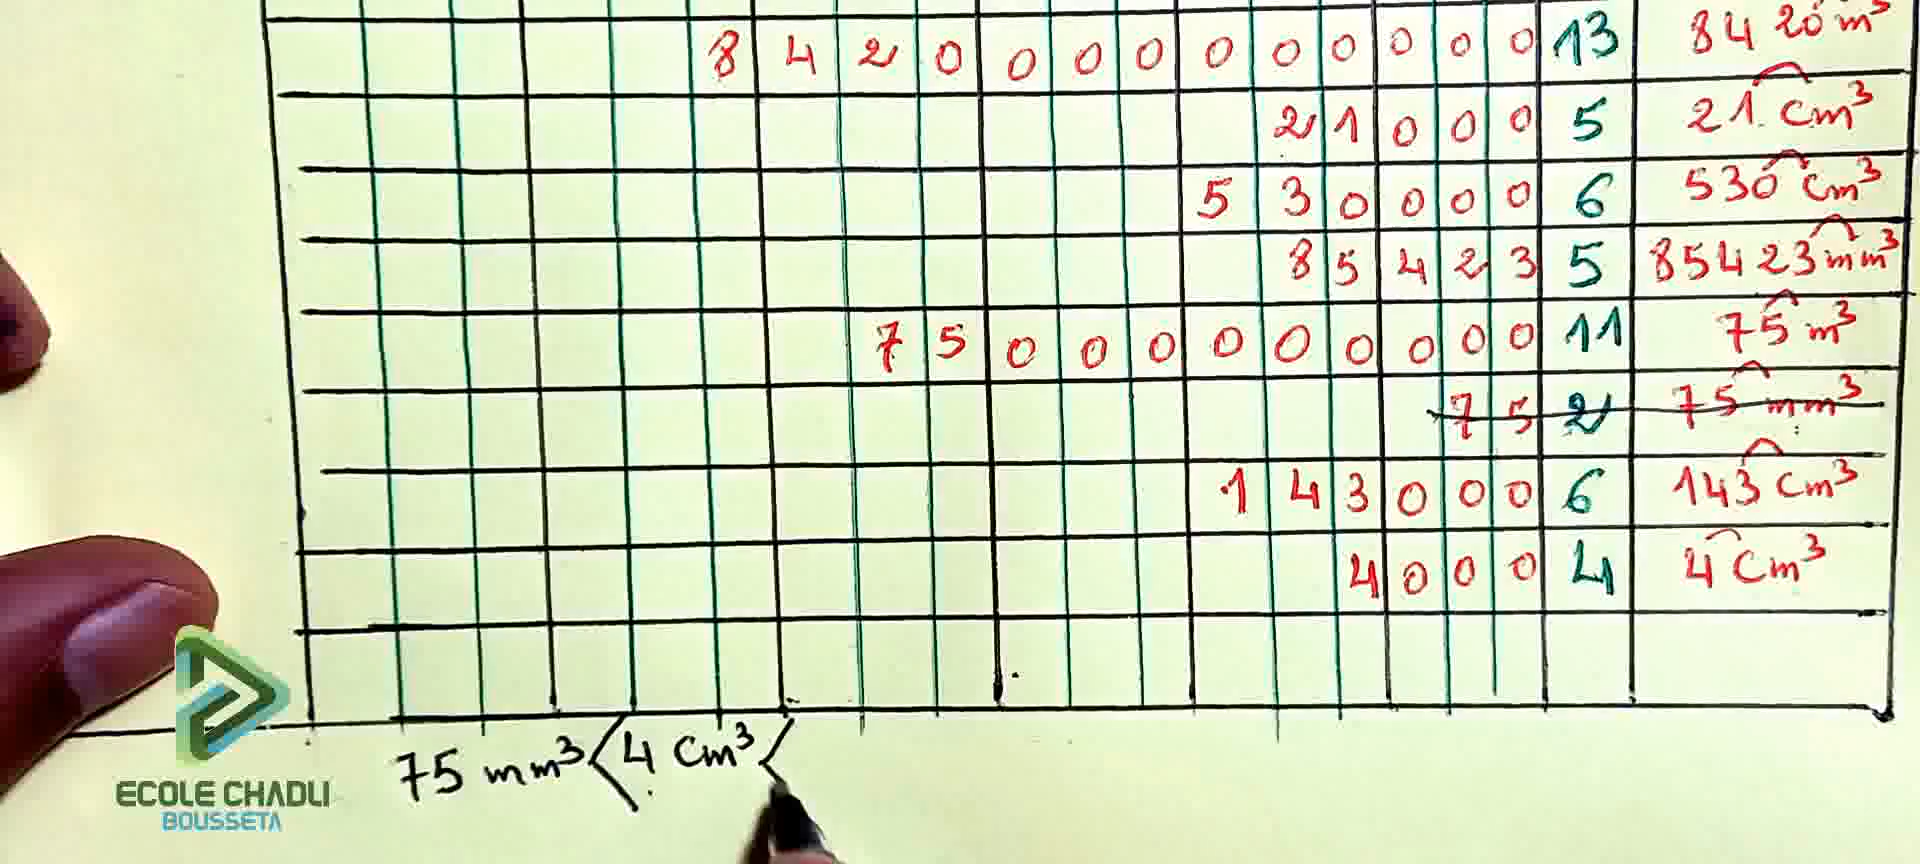 8 4 2 0 0 0 0 0 0 0 0 0 0 13 8420 m³
2 1 0 0 0 5 21 cm³
5 3 0 0 0 0 6 530 cm³
8 5 4 2 3 5 85423 mm³
7 5 0 0 0 0 0 0 0 0 0 11 75 m³
7 5 2 75 mm³
1 4 3 0 0 0 6 143 cm³
4 0 0 0 4 4 cm³
75 mm³ < 4 cm³ <
ECOLE CHADLI
BOUSSETA